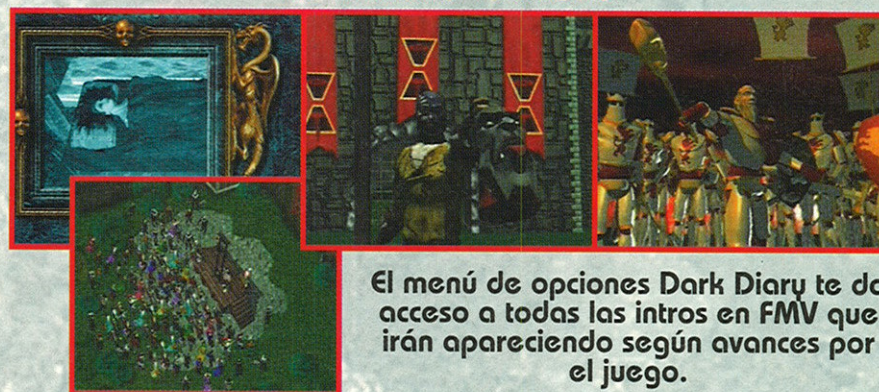 El menú de opciones Dark Diary te da
acceso a todas las intros en FMV que
irán apareciendo según avances por
el juego.